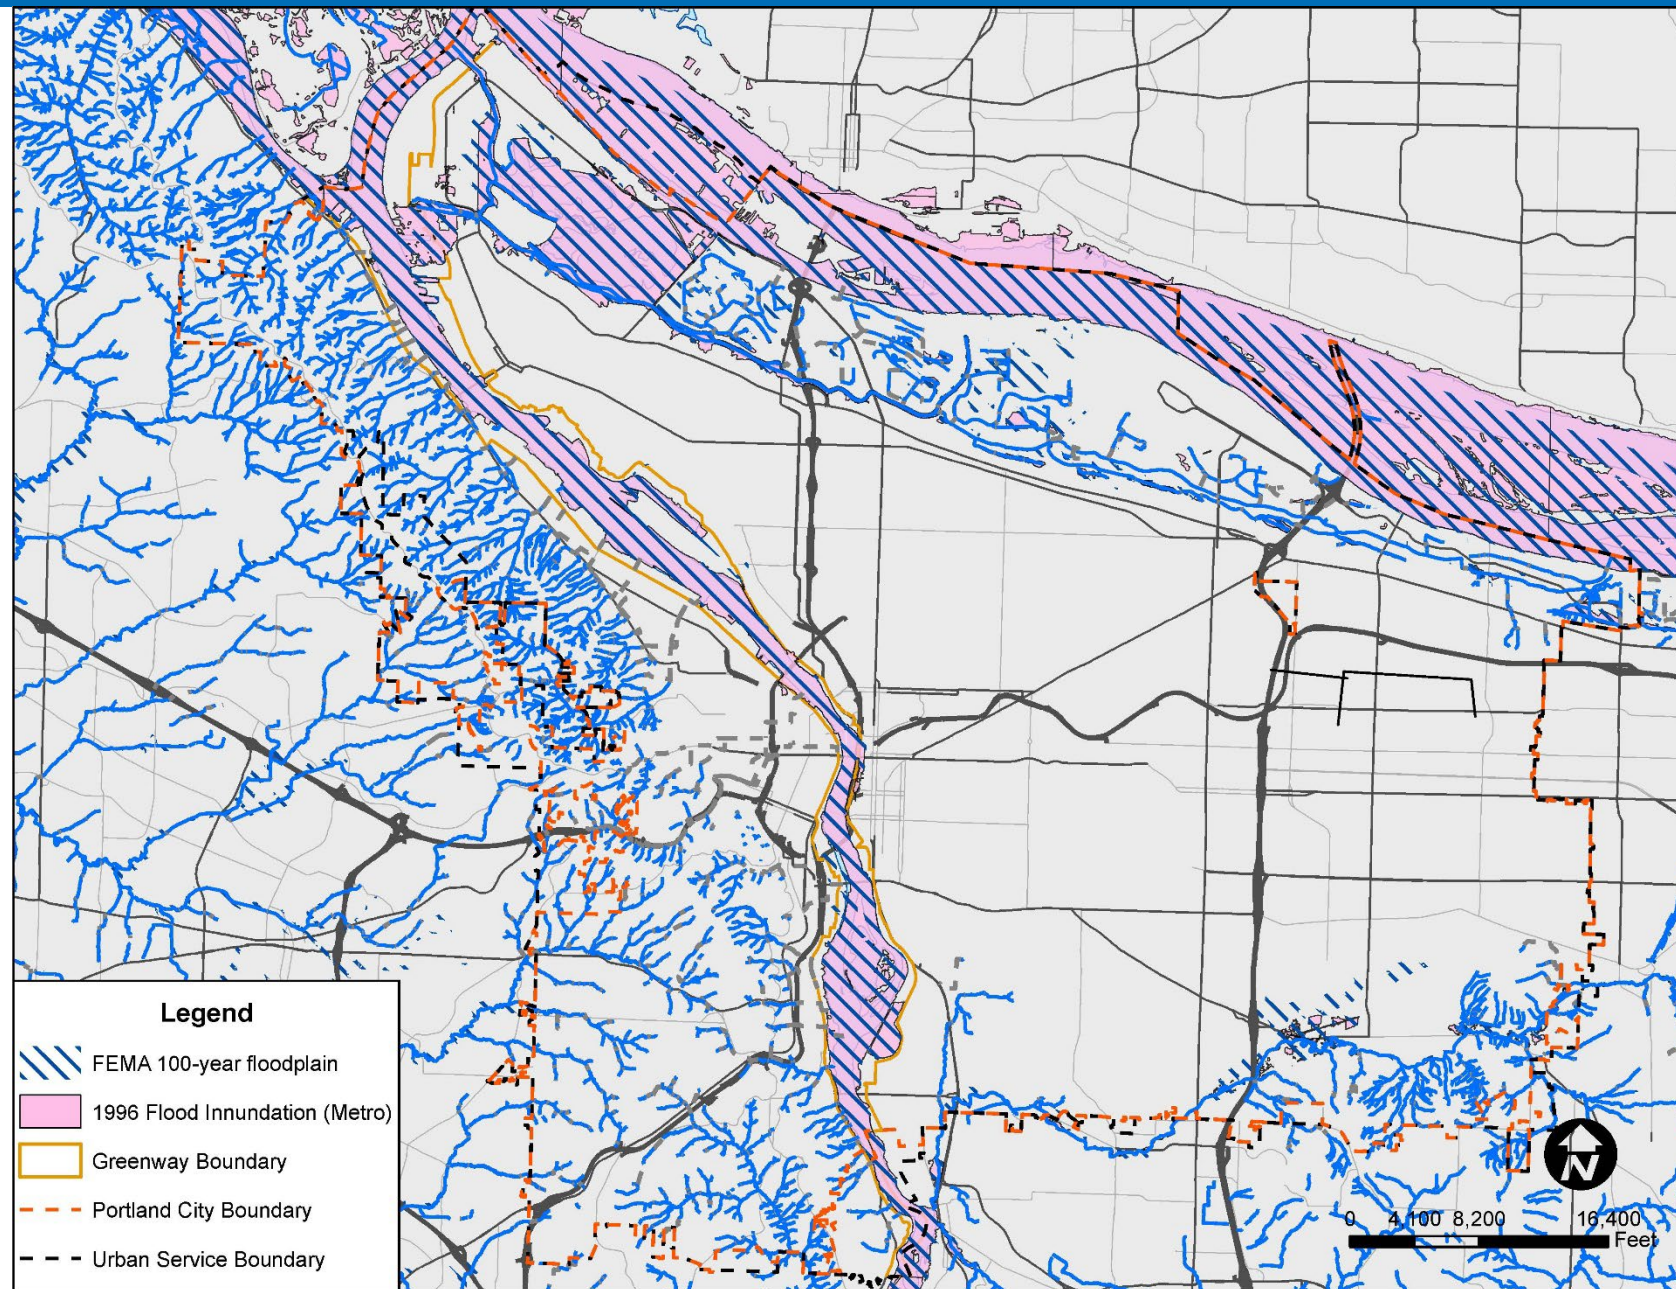 Legend
FEMA 100-year floodplain
1996 Flood Innundation (Metro)
Greenway Boundary
Portland City Boundary
Urban Service Boundary
N
0 4,100 8,200 16,400
Feet